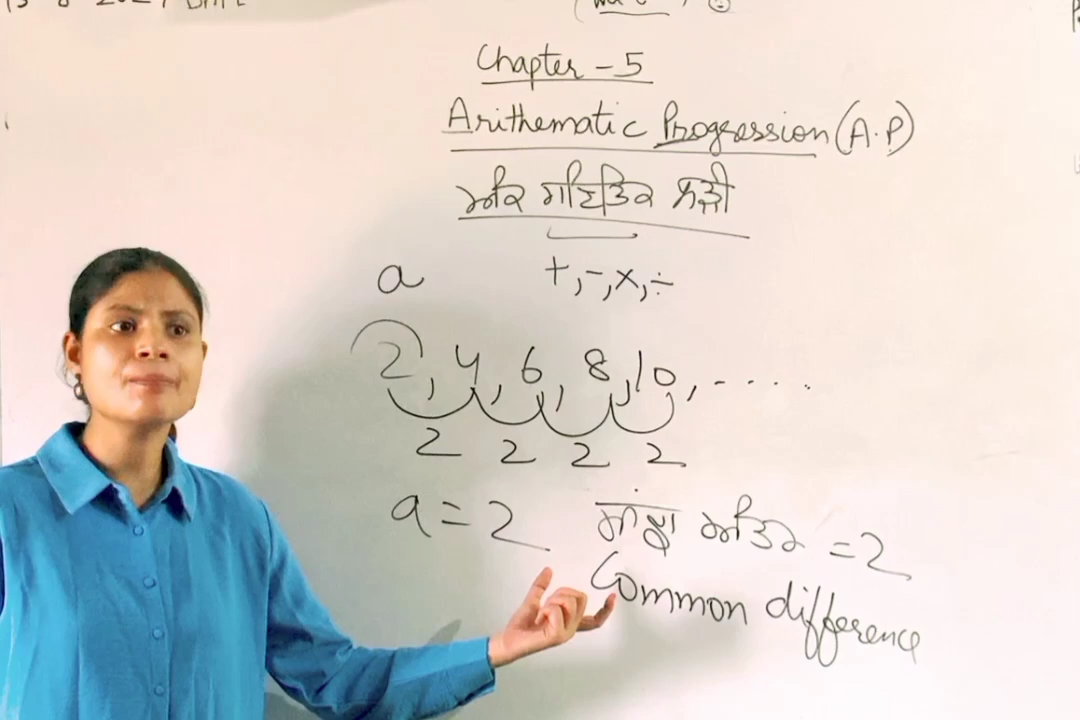 Chapter - 5
Arithematic Progression (A.P)
ਅੰਕ ਗਣਿਤਿਕ ਲੜੀ
a +, -, ×, ÷
2, 4, 6, 8, 10, - - - - .
2 2 2 2
a = 2 ਸਾਂਝਾ ਅੰਤਰ = 2
Common difference